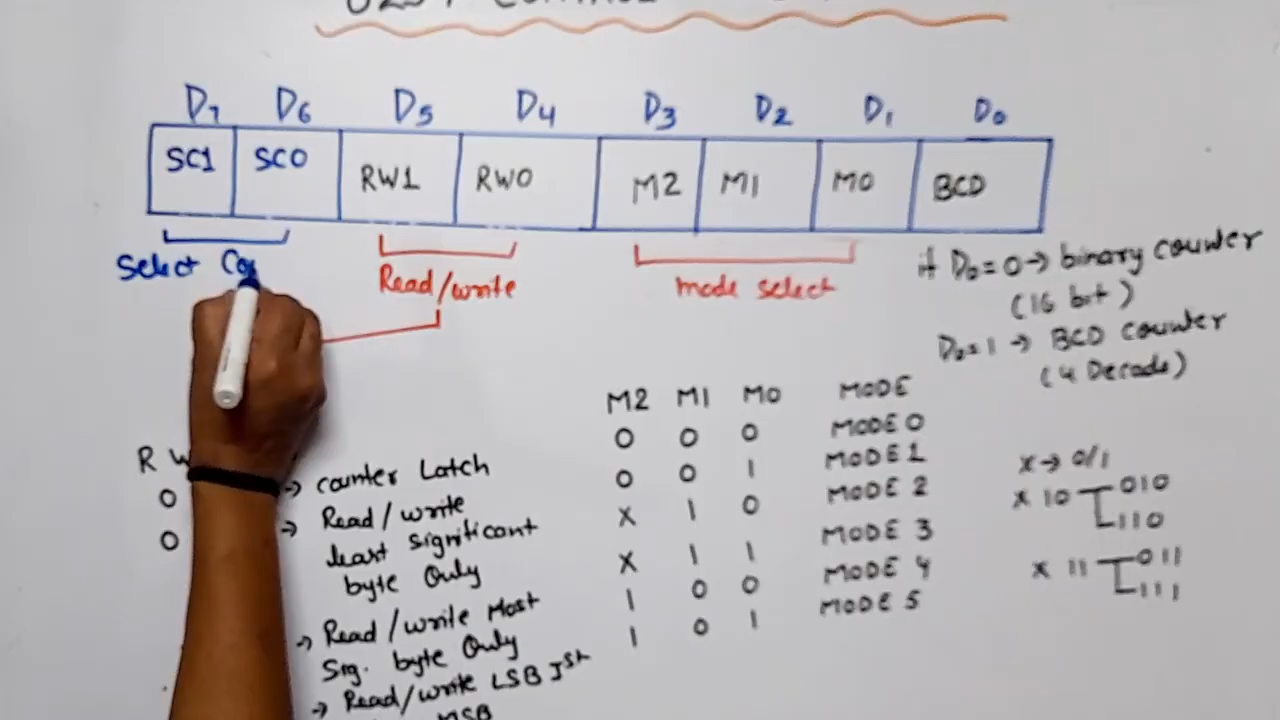 D7 D6 D5 D4 D3 D2 D1 D0
SC1 SC0 RW1 RW0 M2 M1 M0 BCD
Select
Read/write
mode select
if D0=0→ binary counter
(16 bit)
D0=1 → BCD counter
(4 Decade)
M2 M1 M0 MODE
0 0 0 MODE 0
0 0 1 MODE 1
X 1 0 MODE 2
X 1 1 MODE 3
1 0 0 MODE 4
1 0 1 MODE 5
x→ 0/1
x 10 010
110
x 11 011
111
R W
0 → counter Latch
0 → Read/write
least significant
byte Only
→ Read/write Most
Sig. byte Only
→ Read/write LSB Ist
MSB